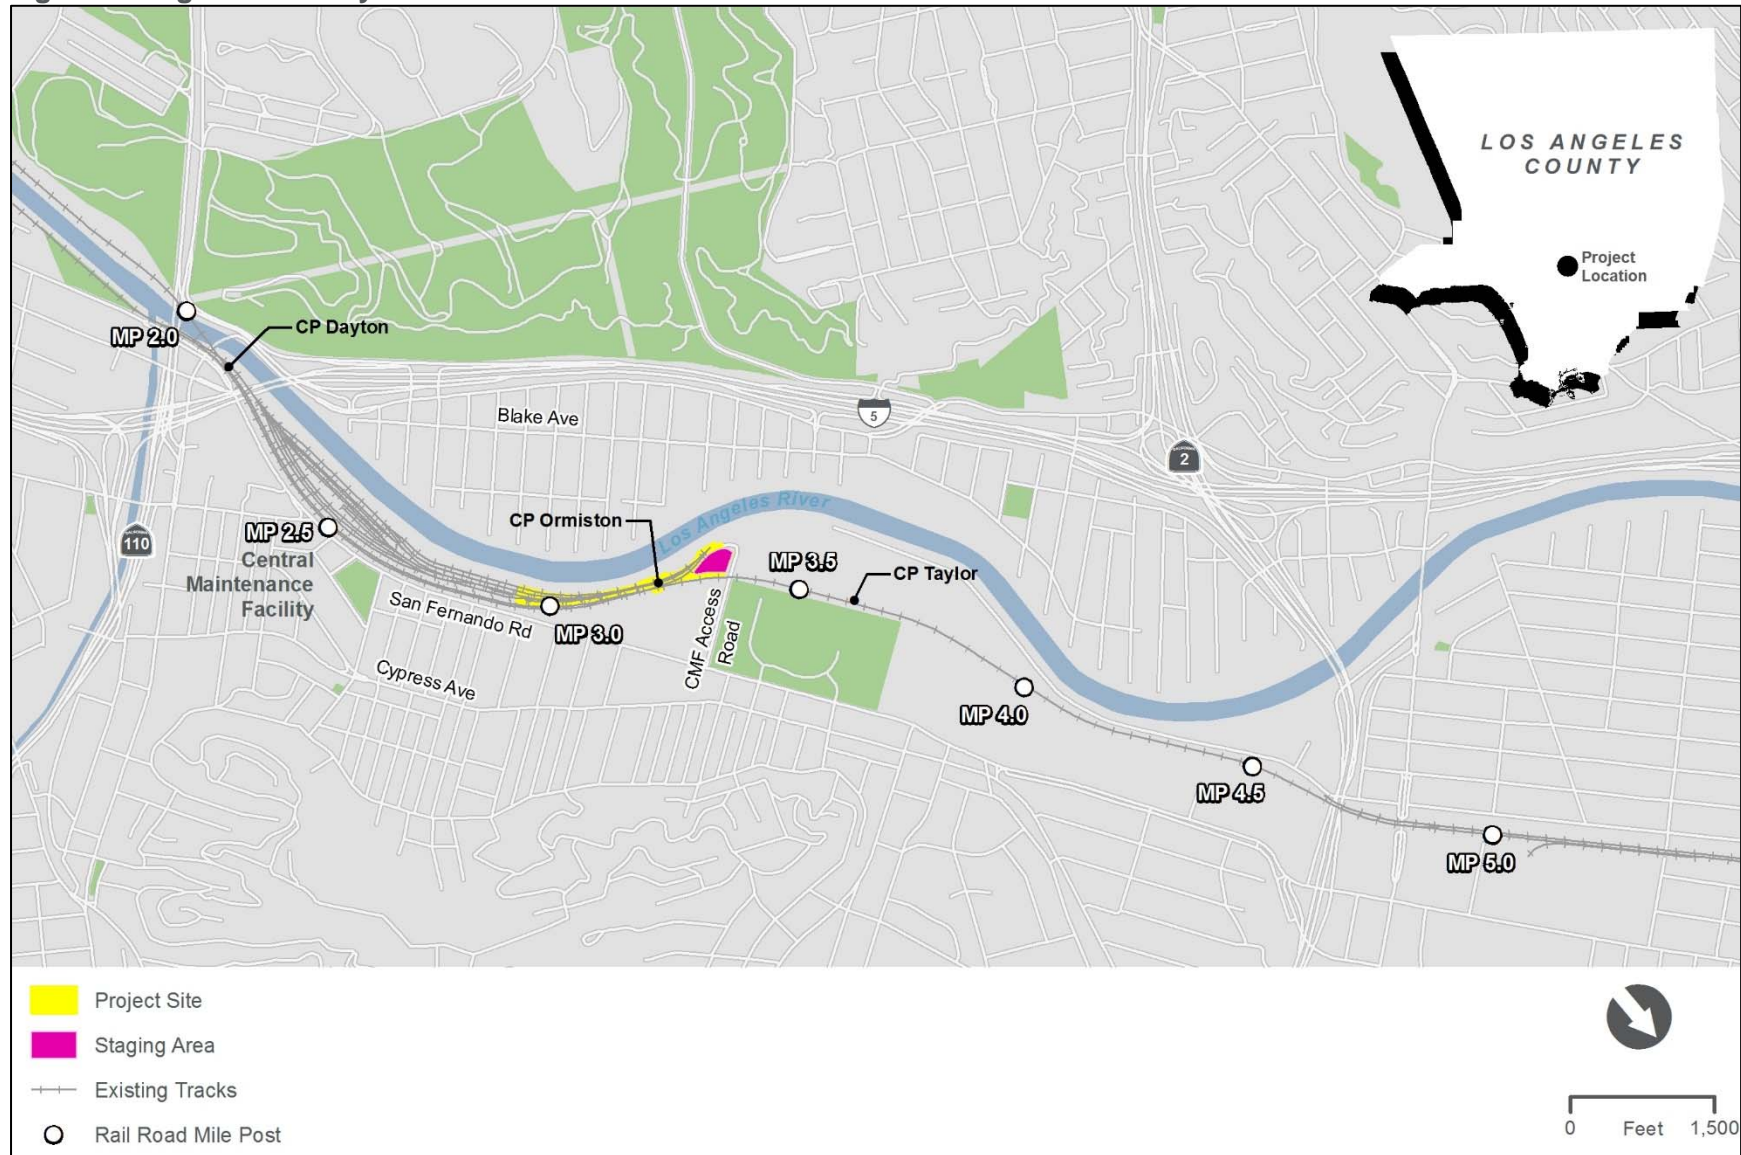 LOS ANGELES
COUNTY
Project
Location
MP 2.0
CP Dayton
Blake Ave
5
2
Los Angeles River
CP Ormiston
MP 2.5
110
Central
Maintenance
Facility
MP 3.5
CP Taylor
San Fernando Rd
MP 3.0
CMF Access
Road
Cypress Ave
MP 4.0
MP 4.5
MP 5.0
Project Site
Staging Area
Existing Tracks
Rail Road Mile Post
0 Feet 1,500